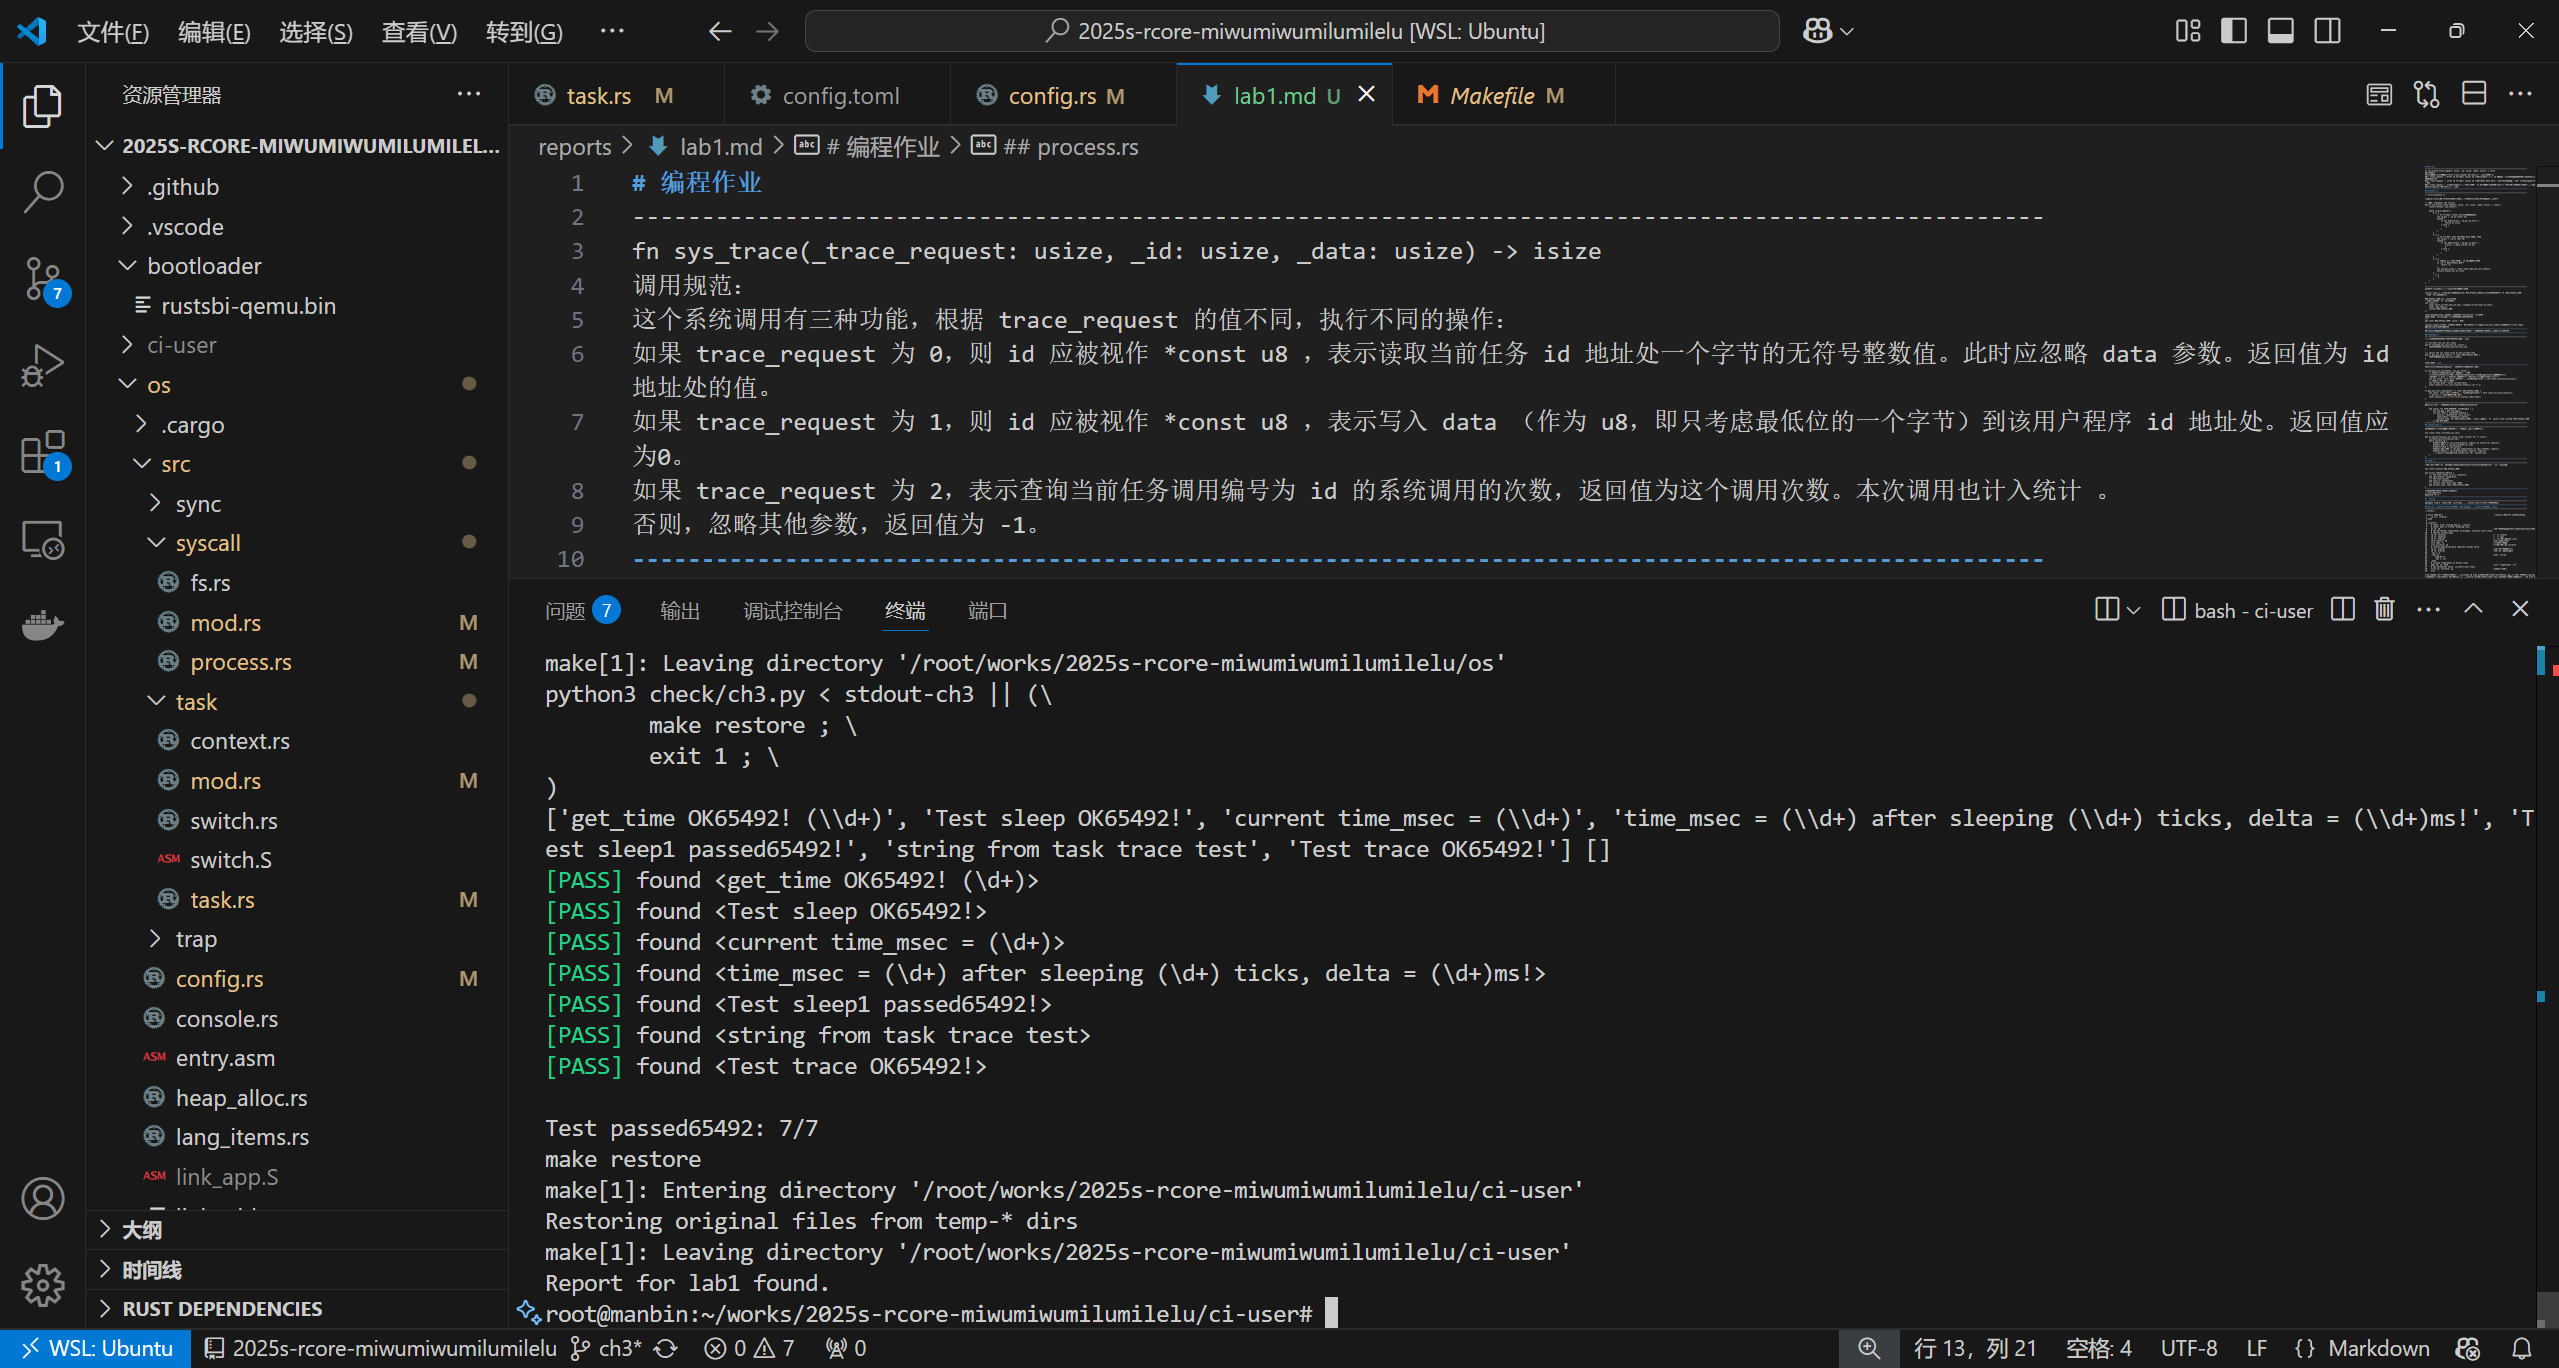 文件(F) 编辑(E) 选择(S) 查看(V) 转到(G) ···
2025s-rcore-miwumiwumilumilelu [WSL: Ubuntu]
资源管理器
2025S-RCORE-MIWUMIWUMILUMILEL...
.github
.vscode
bootloader
rustsbi-qemu.bin
ci-user
os
.cargo
src
sync
syscall
fs.rs
mod.rs M
process.rs M
task
context.rs
mod.rs M
switch.rs
ASM switch.S
task.rs M
trap
config.rs M
console.rs
ASM entry.asm
heap_alloc.rs
lang_items.rs
ASM link_app.S
大纲
时间线
RUST DEPENDENCIES
7
1
task.rs M
config.toml
config.rs M
lab1.md U
Makefile M
reports > lab1.md > # 编程作业 > ## process.rs
1 # 编程作业
2 ----------------------------------------------------------------------------------------
3 fn sys_trace(_trace_request: usize, _id: usize, _data: usize) -> isize
4 调用规范：
5 这个系统调用有三种功能，根据 trace_request 的值不同，执行不同的操作：
6 如果 trace_request 为 0，则 id 应被视作 *const u8 ，表示读取当前任务 id 地址处一个字节的无符号整数值。此时应忽略 data 参数。返回值为 id
地址处的值。
7 如果 trace_request 为 1，则 id 应被视作 *const u8 ，表示写入 data （作为 u8，即只考虑最低位的一个字节）到该用户程序 id 地址处。返回值应
为0。
8 如果 trace_request 为 2，表示查询当前任务调用编号为 id 的系统调用的次数，返回值为这个调用次数。本次调用也计入统计 。
9 否则，忽略其他参数，返回值为 -1。
10 ----------------------------------------------------------------------------------------
问题 7 输出 调试控制台 终端 端口
bash - ci-user
make[1]: Leaving directory '/root/works/2025s-rcore-miwumiwumilumilelu/os'
python3 check/ch3.py < stdout-ch3 || (\
make restore ; \
exit 1 ; \
)
['get_time OK65492! (\\d+)', 'Test sleep OK65492!', 'current time_msec = (\\d+)', 'time_msec = (\\d+) after sleeping (\\d+) ticks, delta = (\\d+)ms!', 'T
est sleep1 passed65492!', 'string from task trace test', 'Test trace OK65492!'] []
[PASS] found <get_time OK65492! (\d+)>
[PASS] found <Test sleep OK65492!>
[PASS] found <current time_msec = (\d+)>
[PASS] found <time_msec = (\d+) after sleeping (\d+) ticks, delta = (\d+)ms!>
[PASS] found <Test sleep1 passed65492!>
[PASS] found <string from task trace test>
[PASS] found <Test trace OK65492!>
Test passed65492: 7/7
make restore
make[1]: Entering directory '/root/works/2025s-rcore-miwumiwumilumilelu/ci-user'
Restoring original files from temp-* dirs
make[1]: Leaving directory '/root/works/2025s-rcore-miwumiwumilumilelu/ci-user'
Report for lab1 found.
root@manbin:~/works/2025s-rcore-miwumiwumilumilelu/ci-user#
WSL: Ubuntu 2025s-rcore-miwumiwumilumilelu ch3* 0 7 0 行 13，列 21 空格: 4 UTF-8 LF {} Markdown